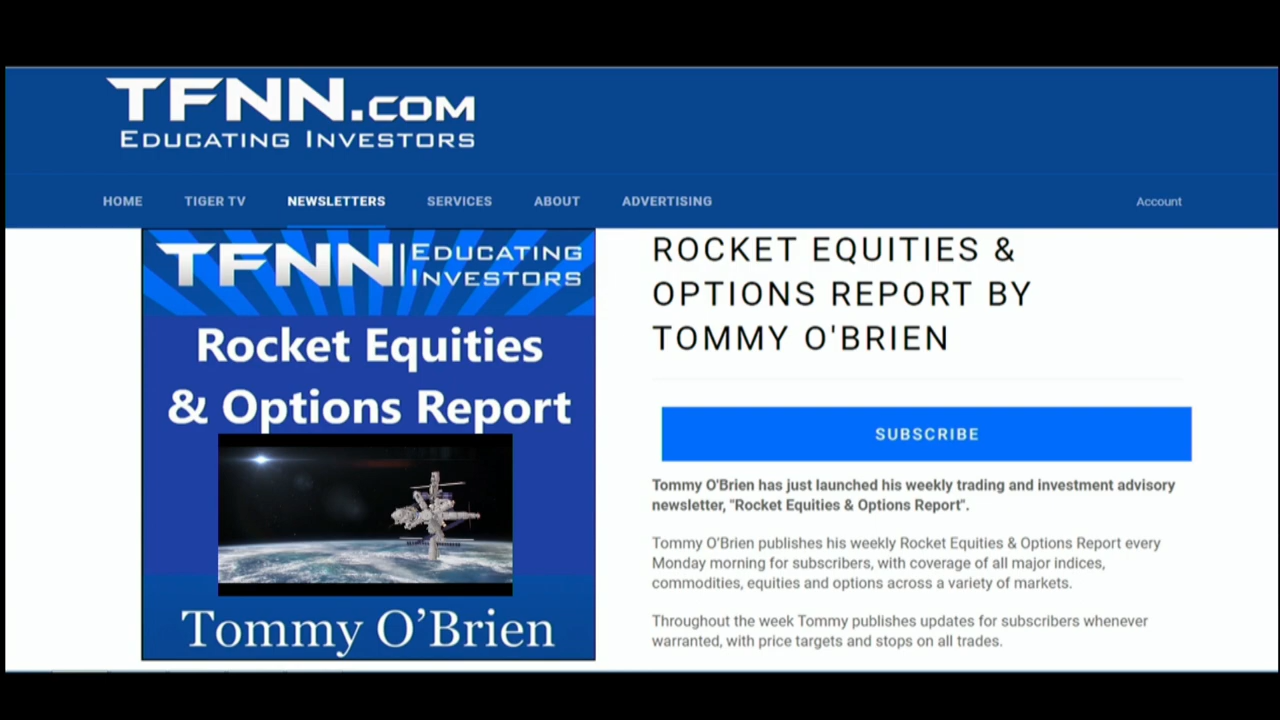 TFNN.COM
EDUCATING INVESTORS
HOME TIGER TV NEWSLETTERS SERVICES ABOUT ADVERTISING Account
TFNN EDUCATING
INVESTORS
Rocket Equities
& Options Report
Tommy O’Brien
ROCKET EQUITIES &
OPTIONS REPORT BY
TOMMY O'BRIEN
SUBSCRIBE
Tommy O'Brien has just launched his weekly trading and investment advisory
newsletter, "Rocket Equities & Options Report".
Tommy O'Brien publishes his weekly Rocket Equities & Options Report every
Monday morning for subscribers, with coverage of all major indices,
commodities, equities and options across a variety of markets.
Throughout the week Tommy publishes updates for subscribers whenever
warranted, with price targets and stops on all trades.